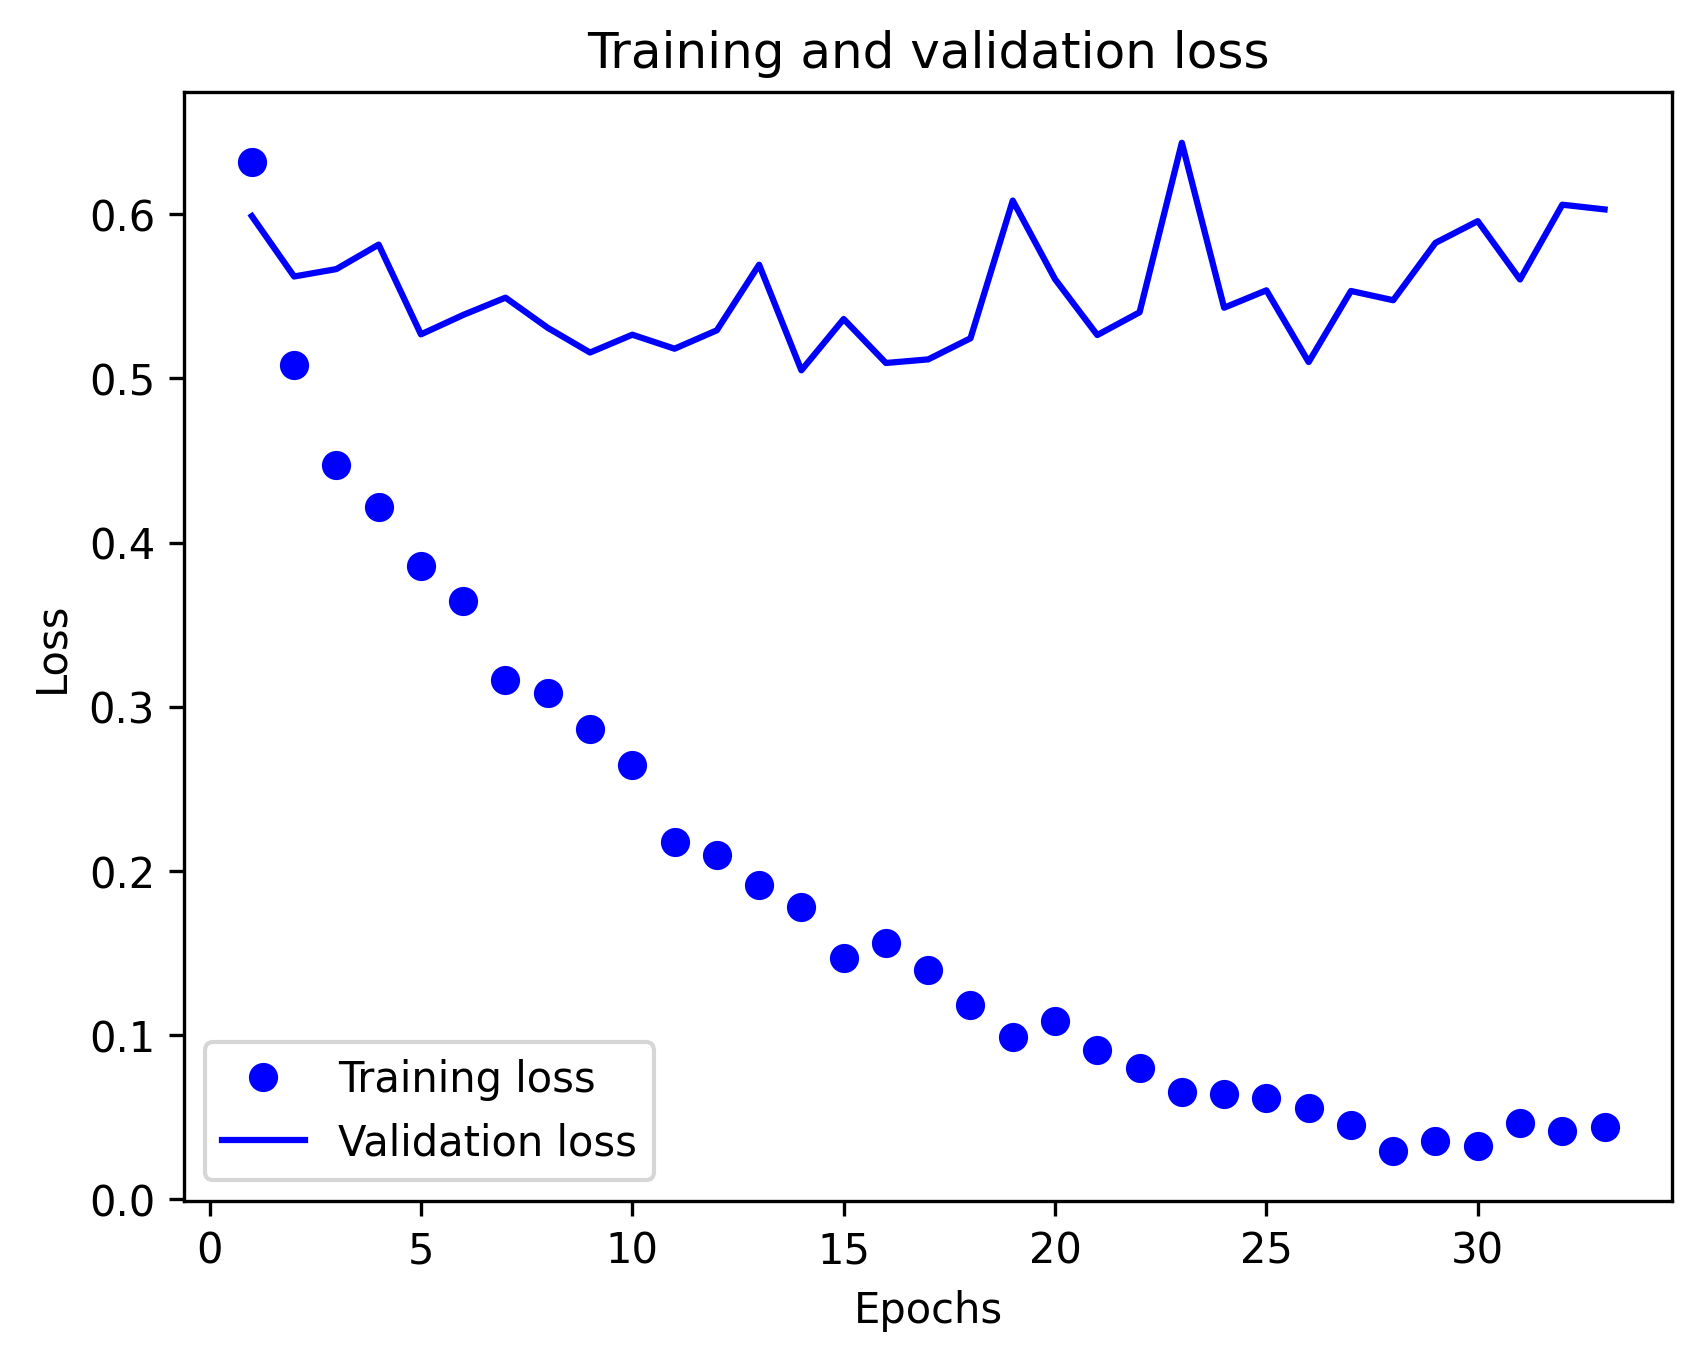 Training and validation loss
0.6
0.5
0.4
0.3
0.2
0.1
0.0
Loss
Training loss
Validation loss
0 5 10 15 20 25 30
Epochs